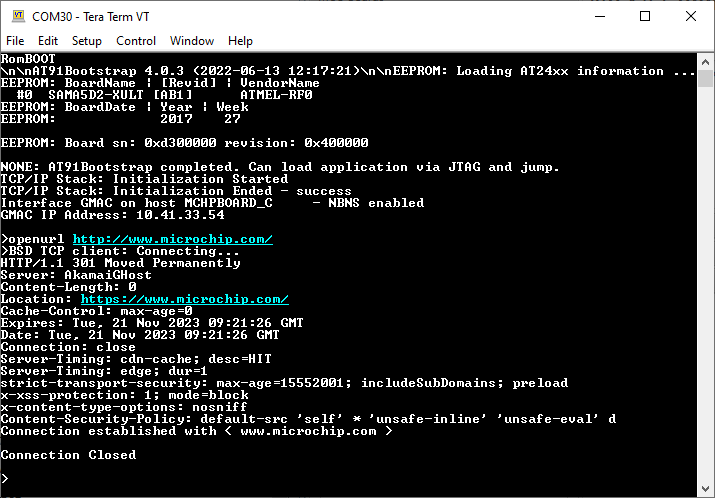 COM30 - Tera Term VT
File Edit Setup Control Window Help
RomBOOT
\n\nAT91Bootstrap 4.0.3 (2022-06-13 12:17:21)\n\nEEPROM: Loading AT24xx information ...
EEPROM: BoardName | [Revid] | VendorName
#0 SAMA5D2-XULT [AB1] ATMEL-RF0
EEPROM: BoardDate | Year | Week
EEPROM: 2017 27
EEPROM: Board sn: 0xd300000 revision: 0x400000
NONE: AT91Bootstrap completed. Can load application via JTAG and jump.
TCP/IP Stack: Initialization Started
TCP/IP Stack: Initialization Ended - success
Interface GMAC on host MCHPBOARD_C - NBNS enabled
GMAC IP Address: 10.41.33.54
>openurl http://www.microchip.com/
>BSD TCP client: Connecting...
HTTP/1.1 301 Moved Permanently
Server: AkamaiGHost
Content-Length: 0
Location: https://www.microchip.com/
Cache-Control: max-age=0
Expires: Tue, 21 Nov 2023 09:21:26 GMT
Date: Tue, 21 Nov 2023 09:21:26 GMT
Connection: close
Server-Timing: cdn-cache; desc=HIT
Server-Timing: edge; dur=1
strict-transport-security: max-age=15552001; includeSubDomains; preload
x-xss-protection: 1; mode=block
x-content-type-options: nosniff
Content-Security-Policy: default-src 'self' * 'unsafe-inline' 'unsafe-eval' d
Connection established with < www.microchip.com >
Connection Closed
>